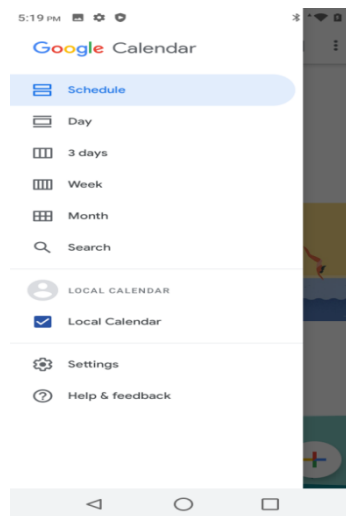 5:19 PM
Google Calendar
Schedule
Day
3 days
Week
Month
Search
LOCAL CALENDAR
Local Calendar
Settings
Help & feedback